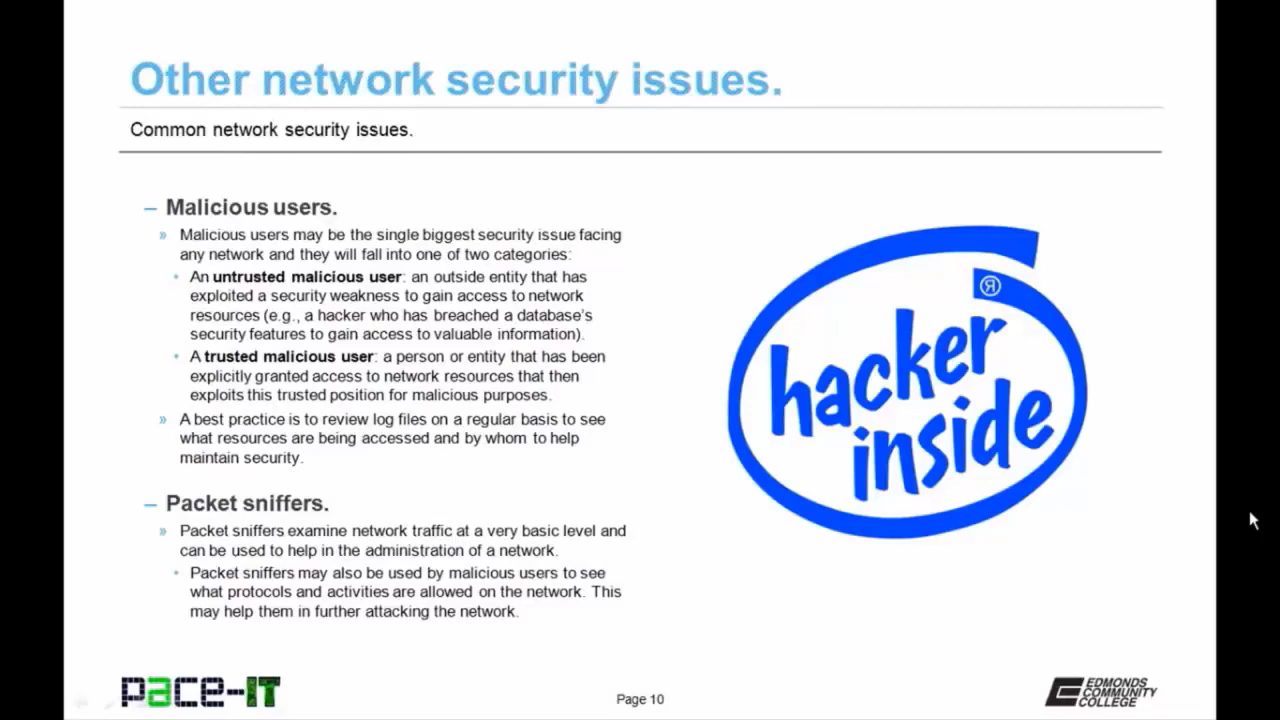 Other network security issues.
Common network security issues.
– Malicious users.
» Malicious users may be the single biggest security issue facing
any network and they will fall into one of two categories:
• An untrusted malicious user: an outside entity that has
exploited a security weakness to gain access to network
resources (e.g., a hacker who has breached a database's
security features to gain access to valuable information).
• A trusted malicious user: a person or entity that has been
explicitly granted access to network resources that then
exploits this trusted position for malicious purposes.
» A best practice is to review log files on a regular basis to see
what resources are being accessed and by whom to help
maintain security.
– Packet sniffers.
» Packet sniffers examine network traffic at a very basic level and
can be used to help in the administration of a network.
• Packet sniffers may also be used by malicious users to see
what protocols and activities are allowed on the network. This
may help them in further attacking the network.
®
hacker
inside
pace-IT
Page 10
EDMONDS
COMMUNITY
COLLEGE